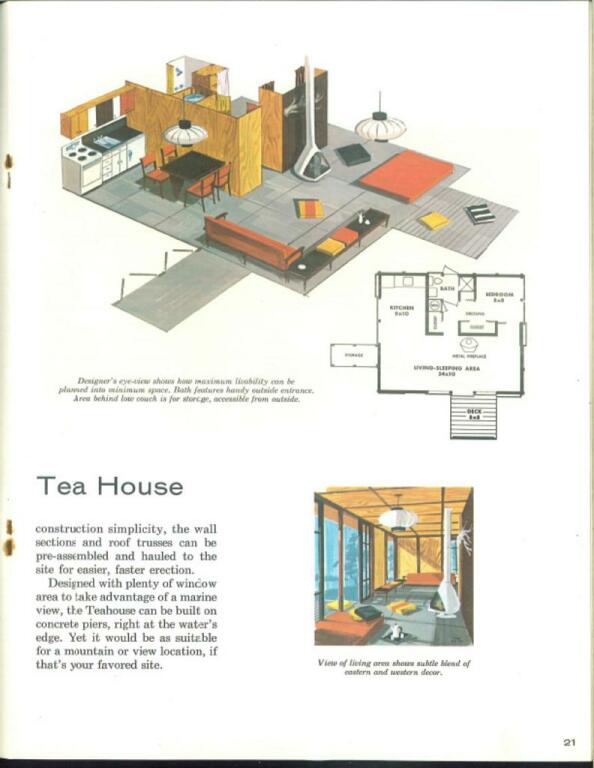 KITCHEN
8x10
BATH
BEDROOM
8x8
DRESSING
CLOSET
CLOSET
METAL FIREPLACE
STORAGE
LIVING-SLEEPING AREA
24x10
DECK
8x8
Designer's eye-view shows how maximum livability can be
planned into minimum space. Bath features handy outside entrance.
Area behind low couch is for storage, accessible from outside.
Tea House
construction simplicity, the wall
sections and roof trusses can be
pre-assembled and hauled to the
site for easier, faster erection.
Designed with plenty of window
area to take advantage of a marine
view, the Teahouse can be built on
concrete piers, right at the water's
edge. Yet it would be as suitable
for a mountain or view location, if
that's your favored site.
View of living area shows subtle blend of
eastern and western decor.
21